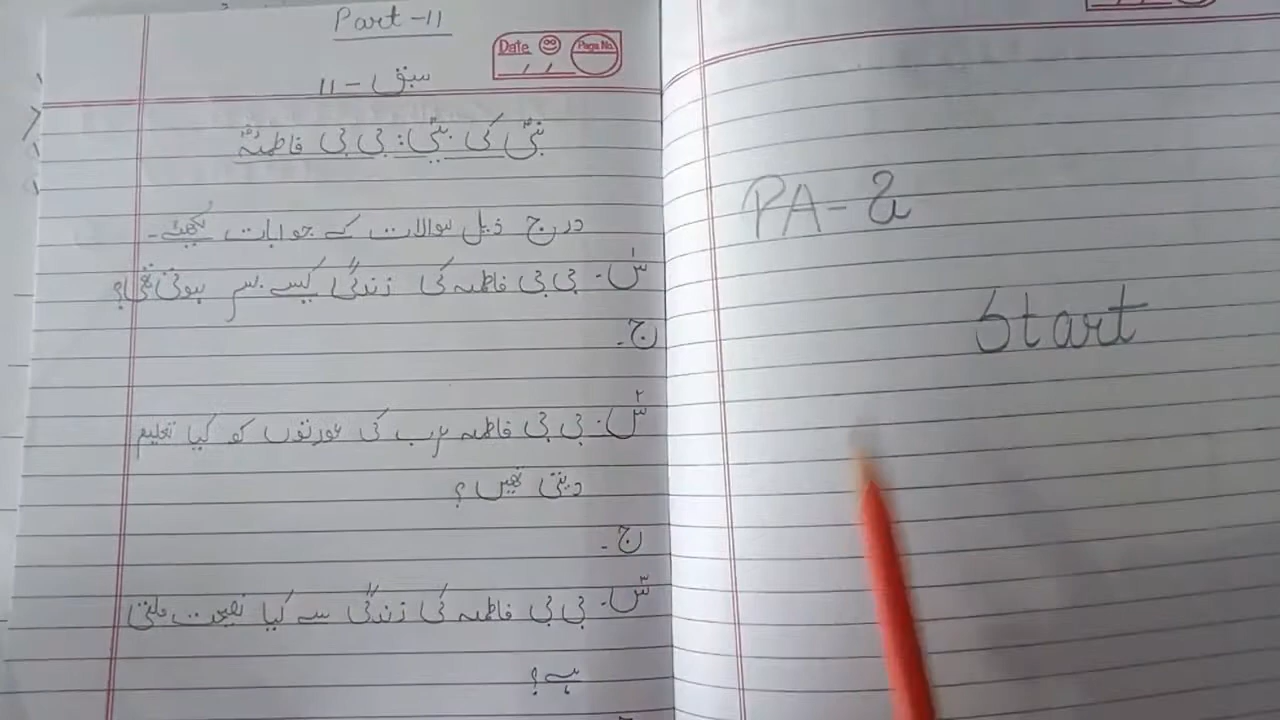 Part-11
Date
Page No.
سبق - 11
نبیؐ کی بیٹی: بی بی فاطمہؓ
درج ذیل سوالات کے جوابات لکھئے۔
س۱۔ بی بی فاطمہ کی زندگی کیسے بسر ہوتی تھی؟
ج۔
س۲۔ بی بی فاطمہ عرب کی عورتوں کو کیا تعلیم
دیتی تھیں؟
ج۔
س۳۔ بی بی فاطمہ کی زندگی سے کیا نصیحت ملتی
ہے؟
PA-2
Start